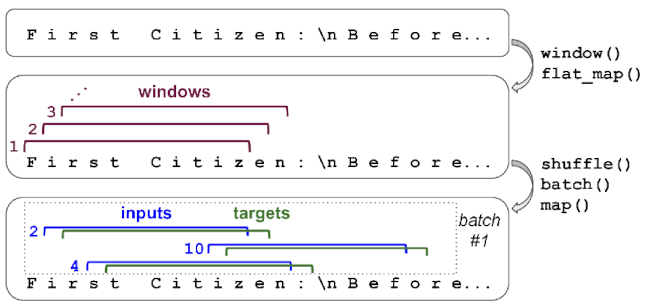 First Citizen:\nBefore...
window()
flat_map()
windows
3
2
1
First Citizen:\nBefore...
shuffle()
batch()
map()
inputs targets
batch
#1
2
10
4
First Citizen:\nBefore...